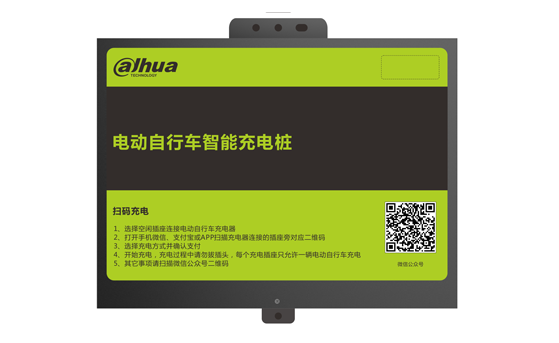 alhua
TECHNOLOGY
电动自行车智能充电桩
扫码充电
1、选择空闲插座连接电动自行车充电器
2、打开手机微信、支付宝或APP扫描充电器连接的插座旁对应二维码
3、选择充电方式并确认支付
4、开始充电，充电过程中请勿拔插头，每个充电插座只允许一辆电动自行车充电
5、其它事项请扫描微信公众号二维码
微信公众号